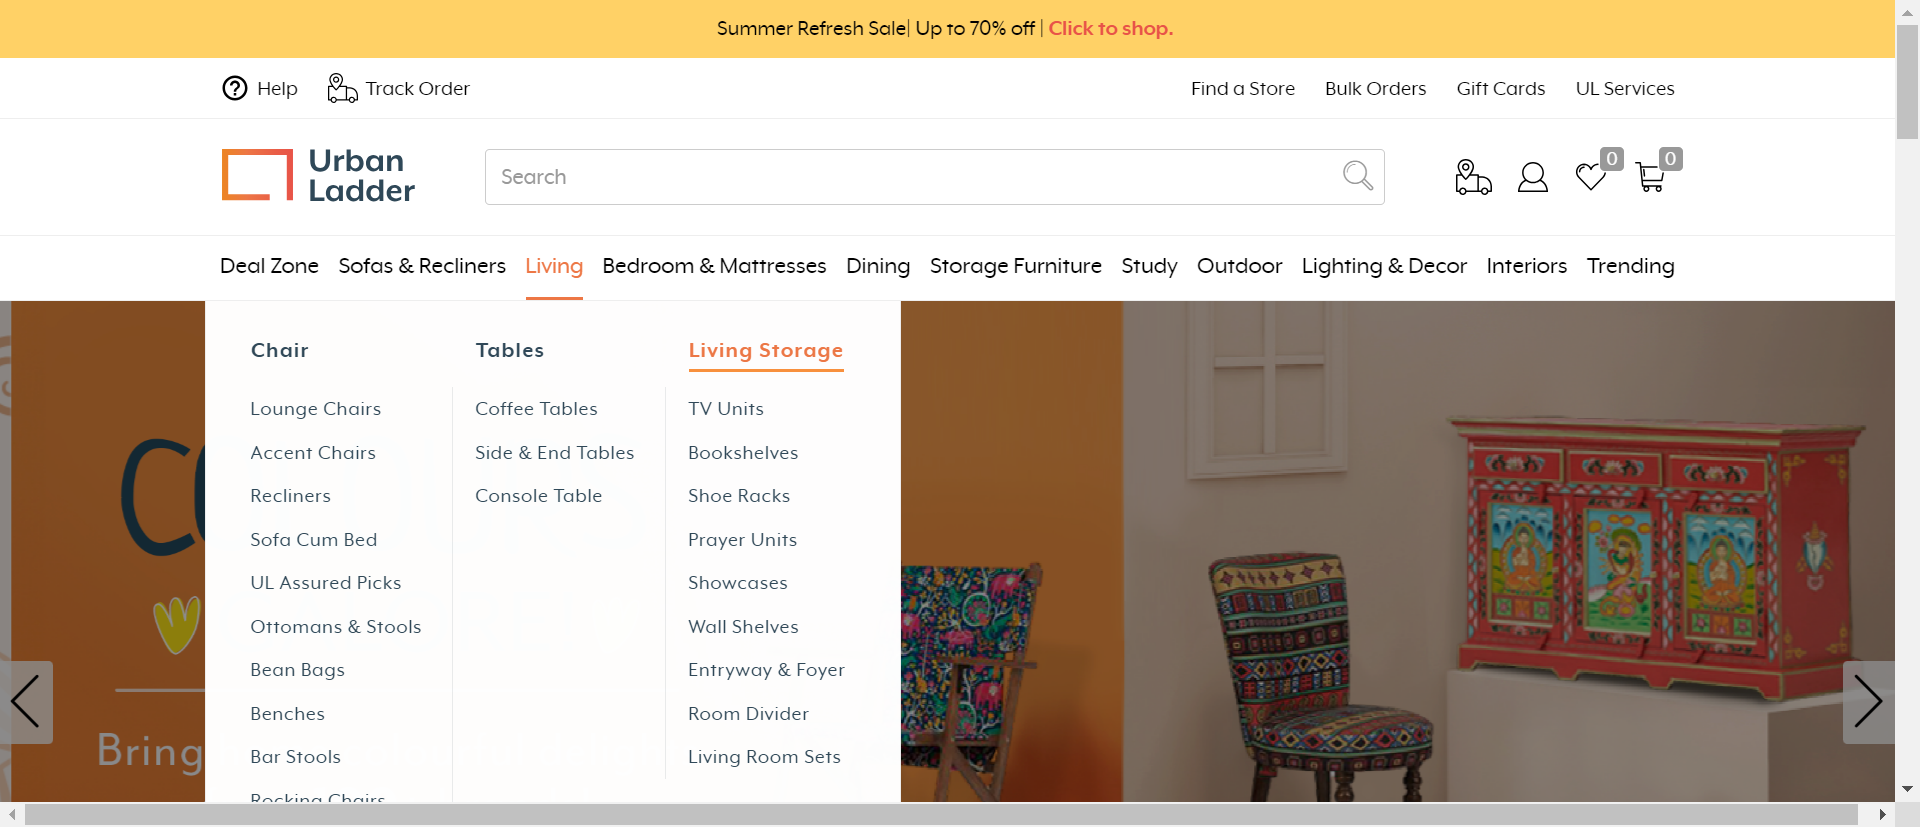 Summer Refresh Sale| Up to 70% off | Click to shop.
Help Track Order Find a Store Bulk Orders Gift Cards UL Services
Urban
Ladder
Search
0
0
Deal Zone Sofas & Recliners Living Bedroom & Mattresses Dining Storage Furniture Study Outdoor Lighting & Decor Interiors Trending
Chair
Lounge Chairs
Accent Chairs
Recliners
Sofa Cum Bed
UL Assured Picks
Ottomans & Stools
Bean Bags
Benches
Bar Stools
Rocking Chairs
Tables
Coffee Tables
Side & End Tables
Console Table
Living Storage
TV Units
Bookshelves
Shoe Racks
Prayer Units
Showcases
Wall Shelves
Entryway & Foyer
Room Divider
Living Room Sets
Bring